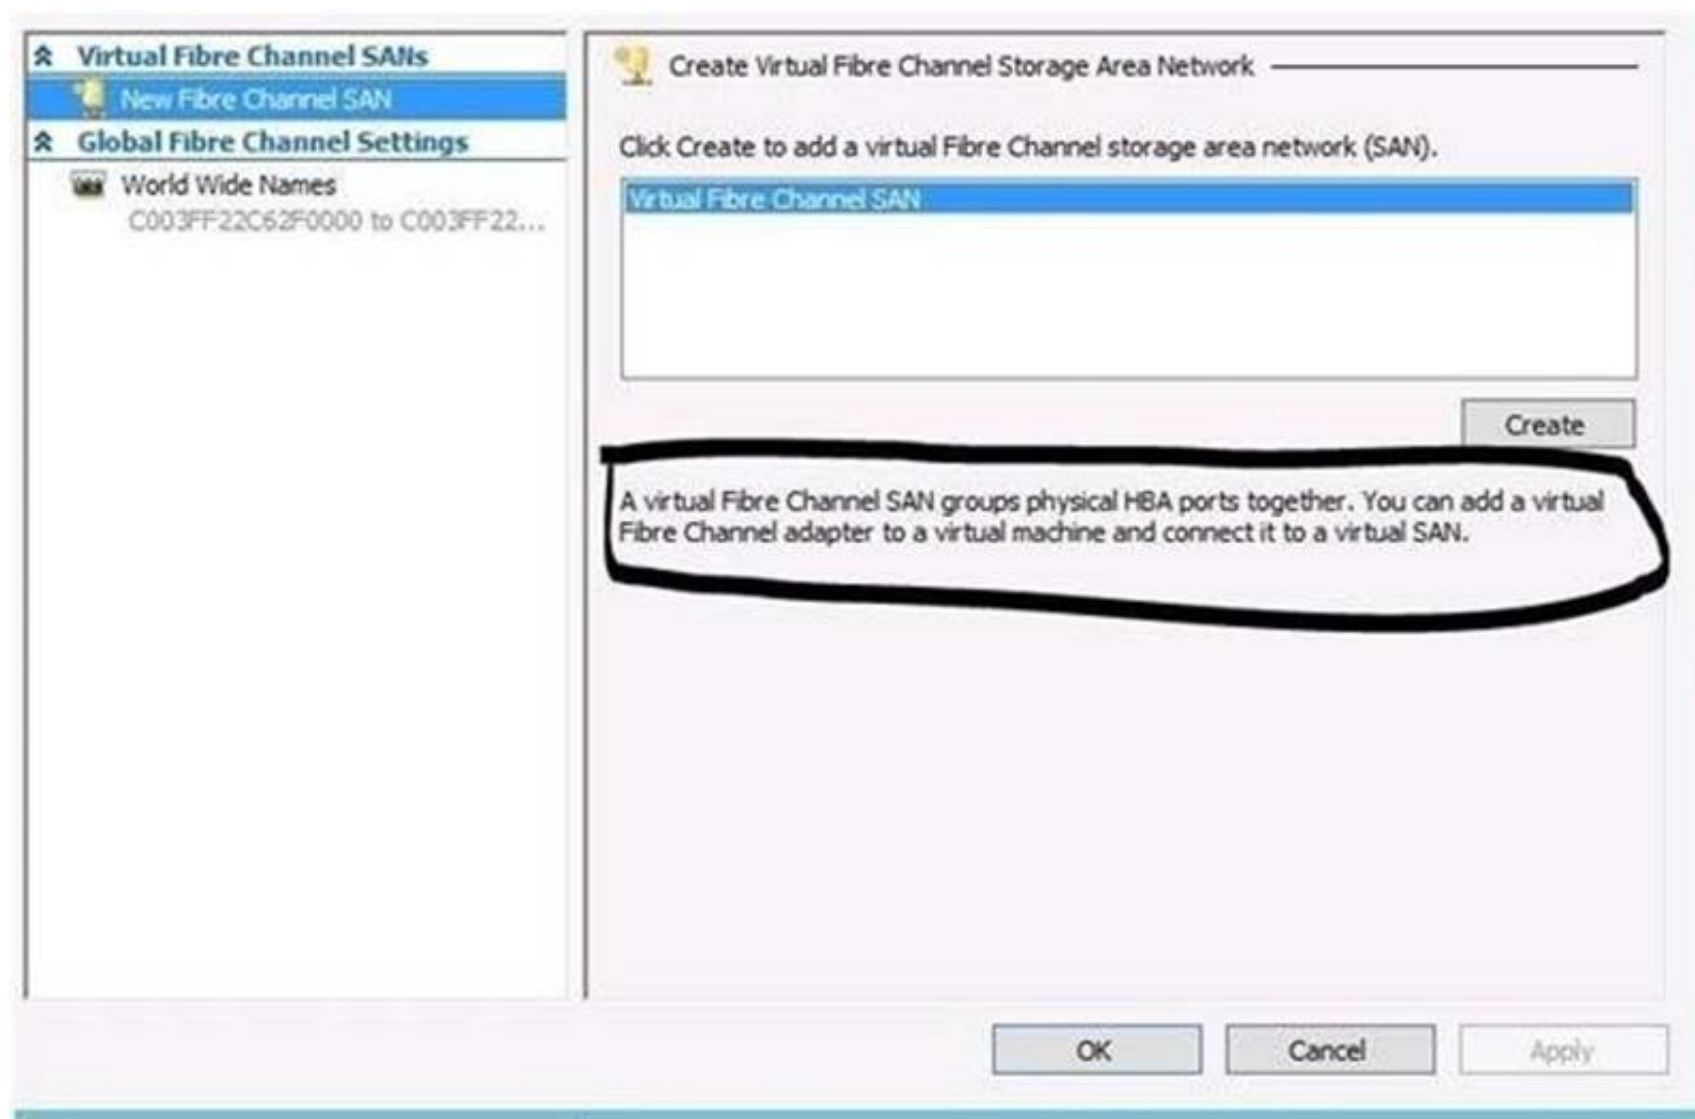 Virtual Fibre Channel SANs
New Fibre Channel SAN
Global Fibre Channel Settings
World Wide Names
C003FF22C62F0000 to C003FF22...
Create Virtual Fibre Channel Storage Area Network
Click Create to add a virtual Fibre Channel storage area network (SAN).
Virtual Fibre Channel SAN
Create
A virtual Fibre Channel SAN groups physical HBA ports together. You can add a virtual
Fibre Channel adapter to a virtual machine and connect it to a virtual SAN.
OK
Cancel
Apply